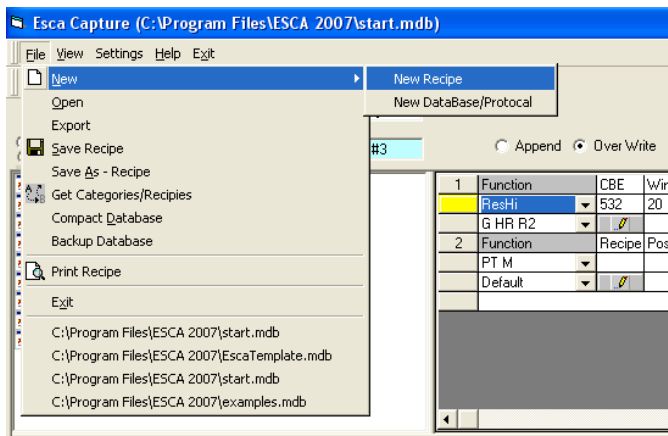 Esca Capture (C:\Program Files\ESCA 2007\start.mdb)
File View Settings Help Exit
New
New Recipe
Open
New DataBase/Protocal
Export
Save Recipe
#3
Append
Over Write
Save As - Recipe
Get Categories/Recipies
Compact Database
Backup Database
Print Recipe
Exit
C:\Program Files\ESCA 2007\start.mdb
C:\Program Files\ESCA 2007\EscaTemplate.mdb
C:\Program Files\ESCA 2007\start.mdb
C:\Program Files\ESCA 2007\examples.mdb
1 Function CBE
ResHi 532 20
G HR R2
2 Function Recipe
PT M
Default